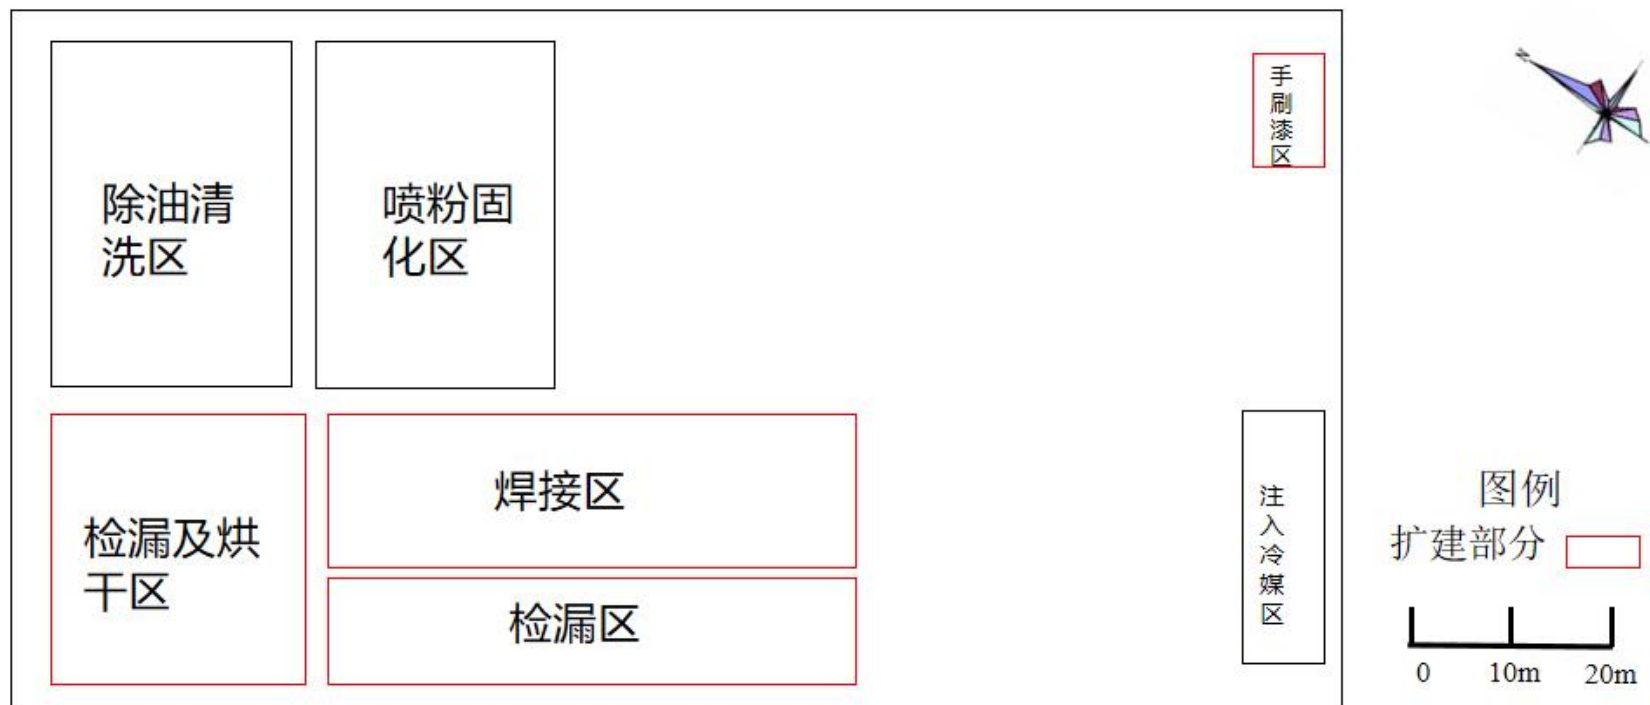 除油清
洗区
喷粉固
化区
手
刷
漆
区
N
检漏及烘
干区
焊接区
检漏区
注
入
冷
媒
区
图例
扩建部分
0 10m 20m